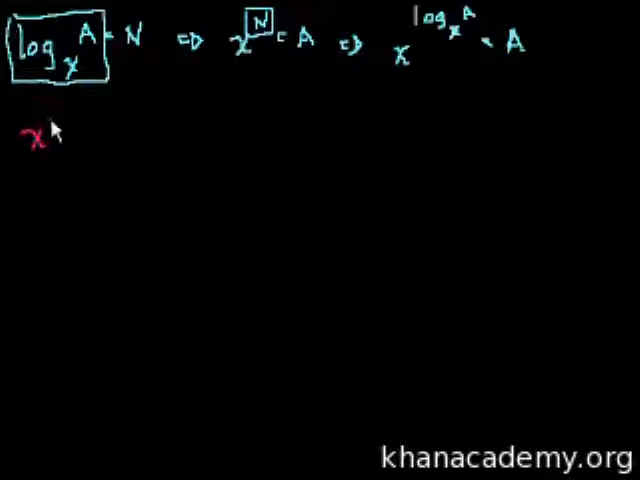 log_x A = N ⇒ x^N = A ⇒ x^(log_x A) = A
x
khanacademy.org